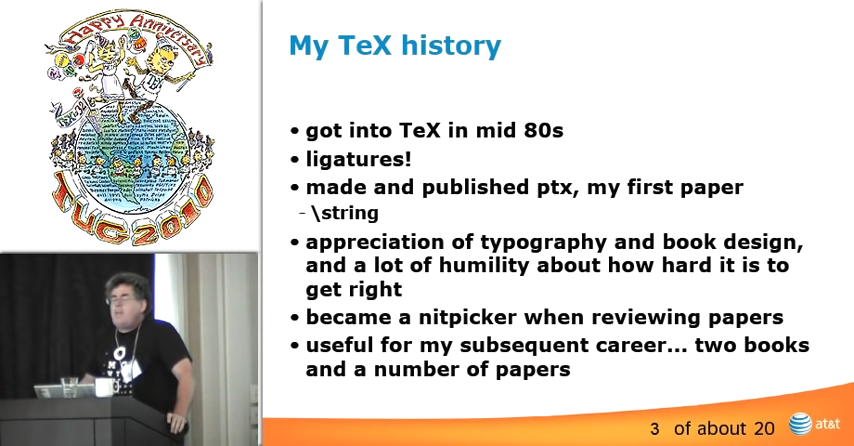 Happy Anniversary
TUG 2010
My TeX history
• got into TeX in mid 80s
• ligatures!
• made and published ptx, my first paper
- \string
• appreciation of typography and book design,
and a lot of humility about how hard it is to
get right
• became a nitpicker when reviewing papers
• useful for my subsequent career... two books
and a number of papers
3 of about 20
at&t